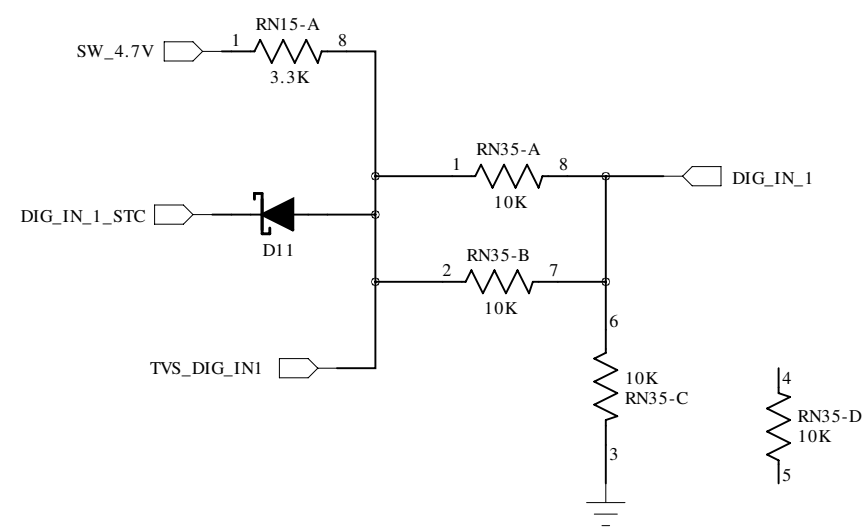 RN15-A
SW_4.7V
1
8
3.3K
RN35-A
1
8
DIG_IN_1
10K
DIG_IN_1_STC
D11
RN35-B
2
7
10K
6
TVS_DIG_IN1
10K
RN35-C
3
4
RN35-D
10K
5